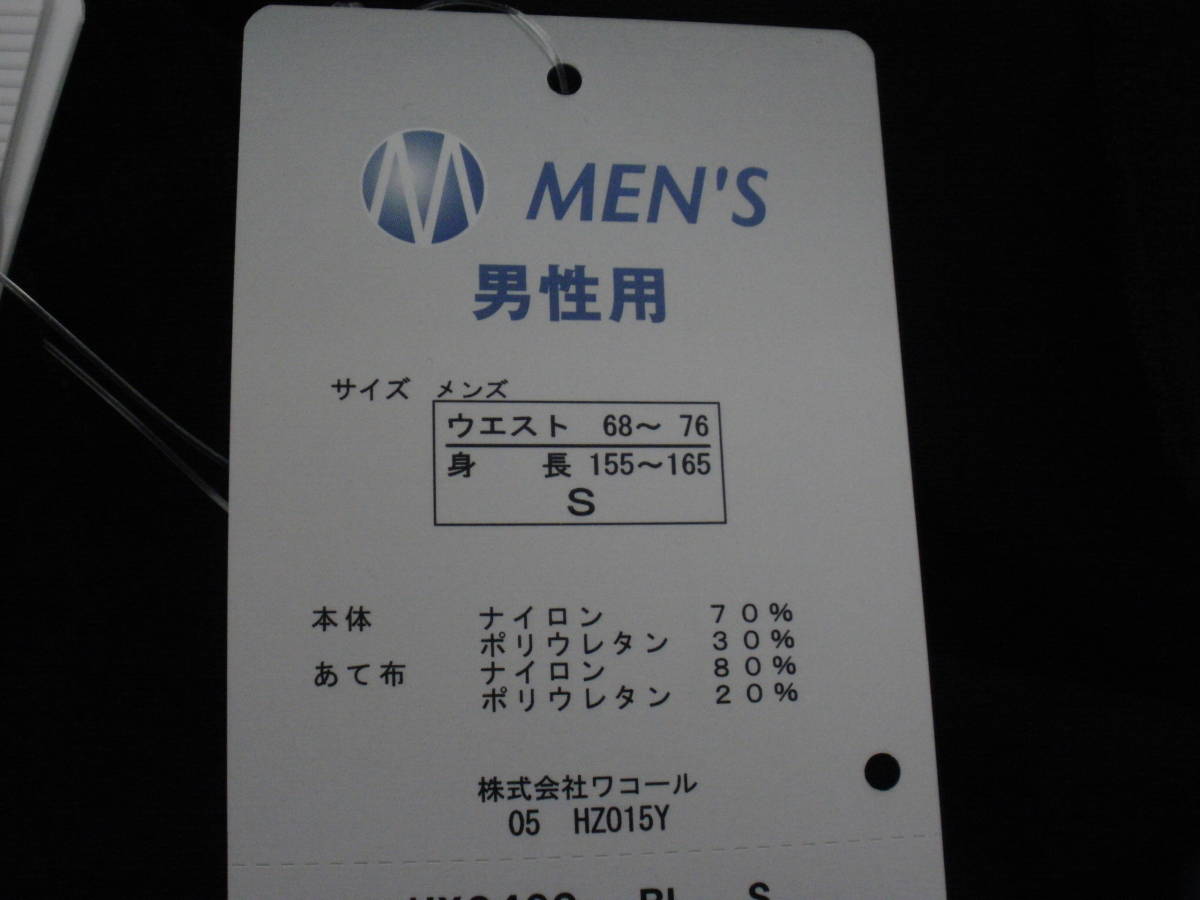 MEN'S
男性用
サイズ メンズ
ウエスト 68～ 76
身 長 155～165
S
本体 ナイロン 70%
ポリウレタン 30%
あて布 ナイロン 80%
ポリウレタン 20%
株式会社ワコール
05 HZ015Y
S